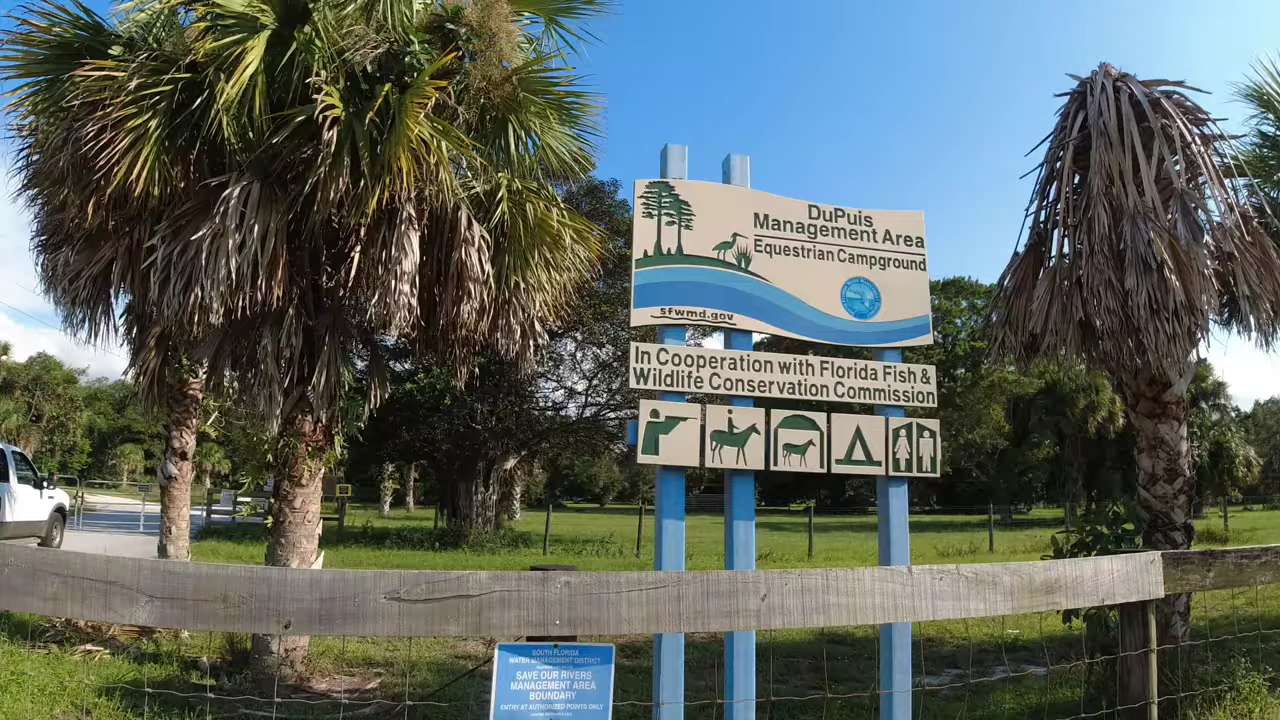 DuPuis
Management Area
Equestrian Campground
sfwmd.gov
In Cooperation with Florida Fish &
Wildlife Conservation Commission
SOUTH FLORIDA
WATER MANAGEMENT DISTRICT
SAVE OUR RIVERS
MANAGEMENT AREA
BOUNDARY
ENTRY AT AUTHORIZED POINTS ONLY